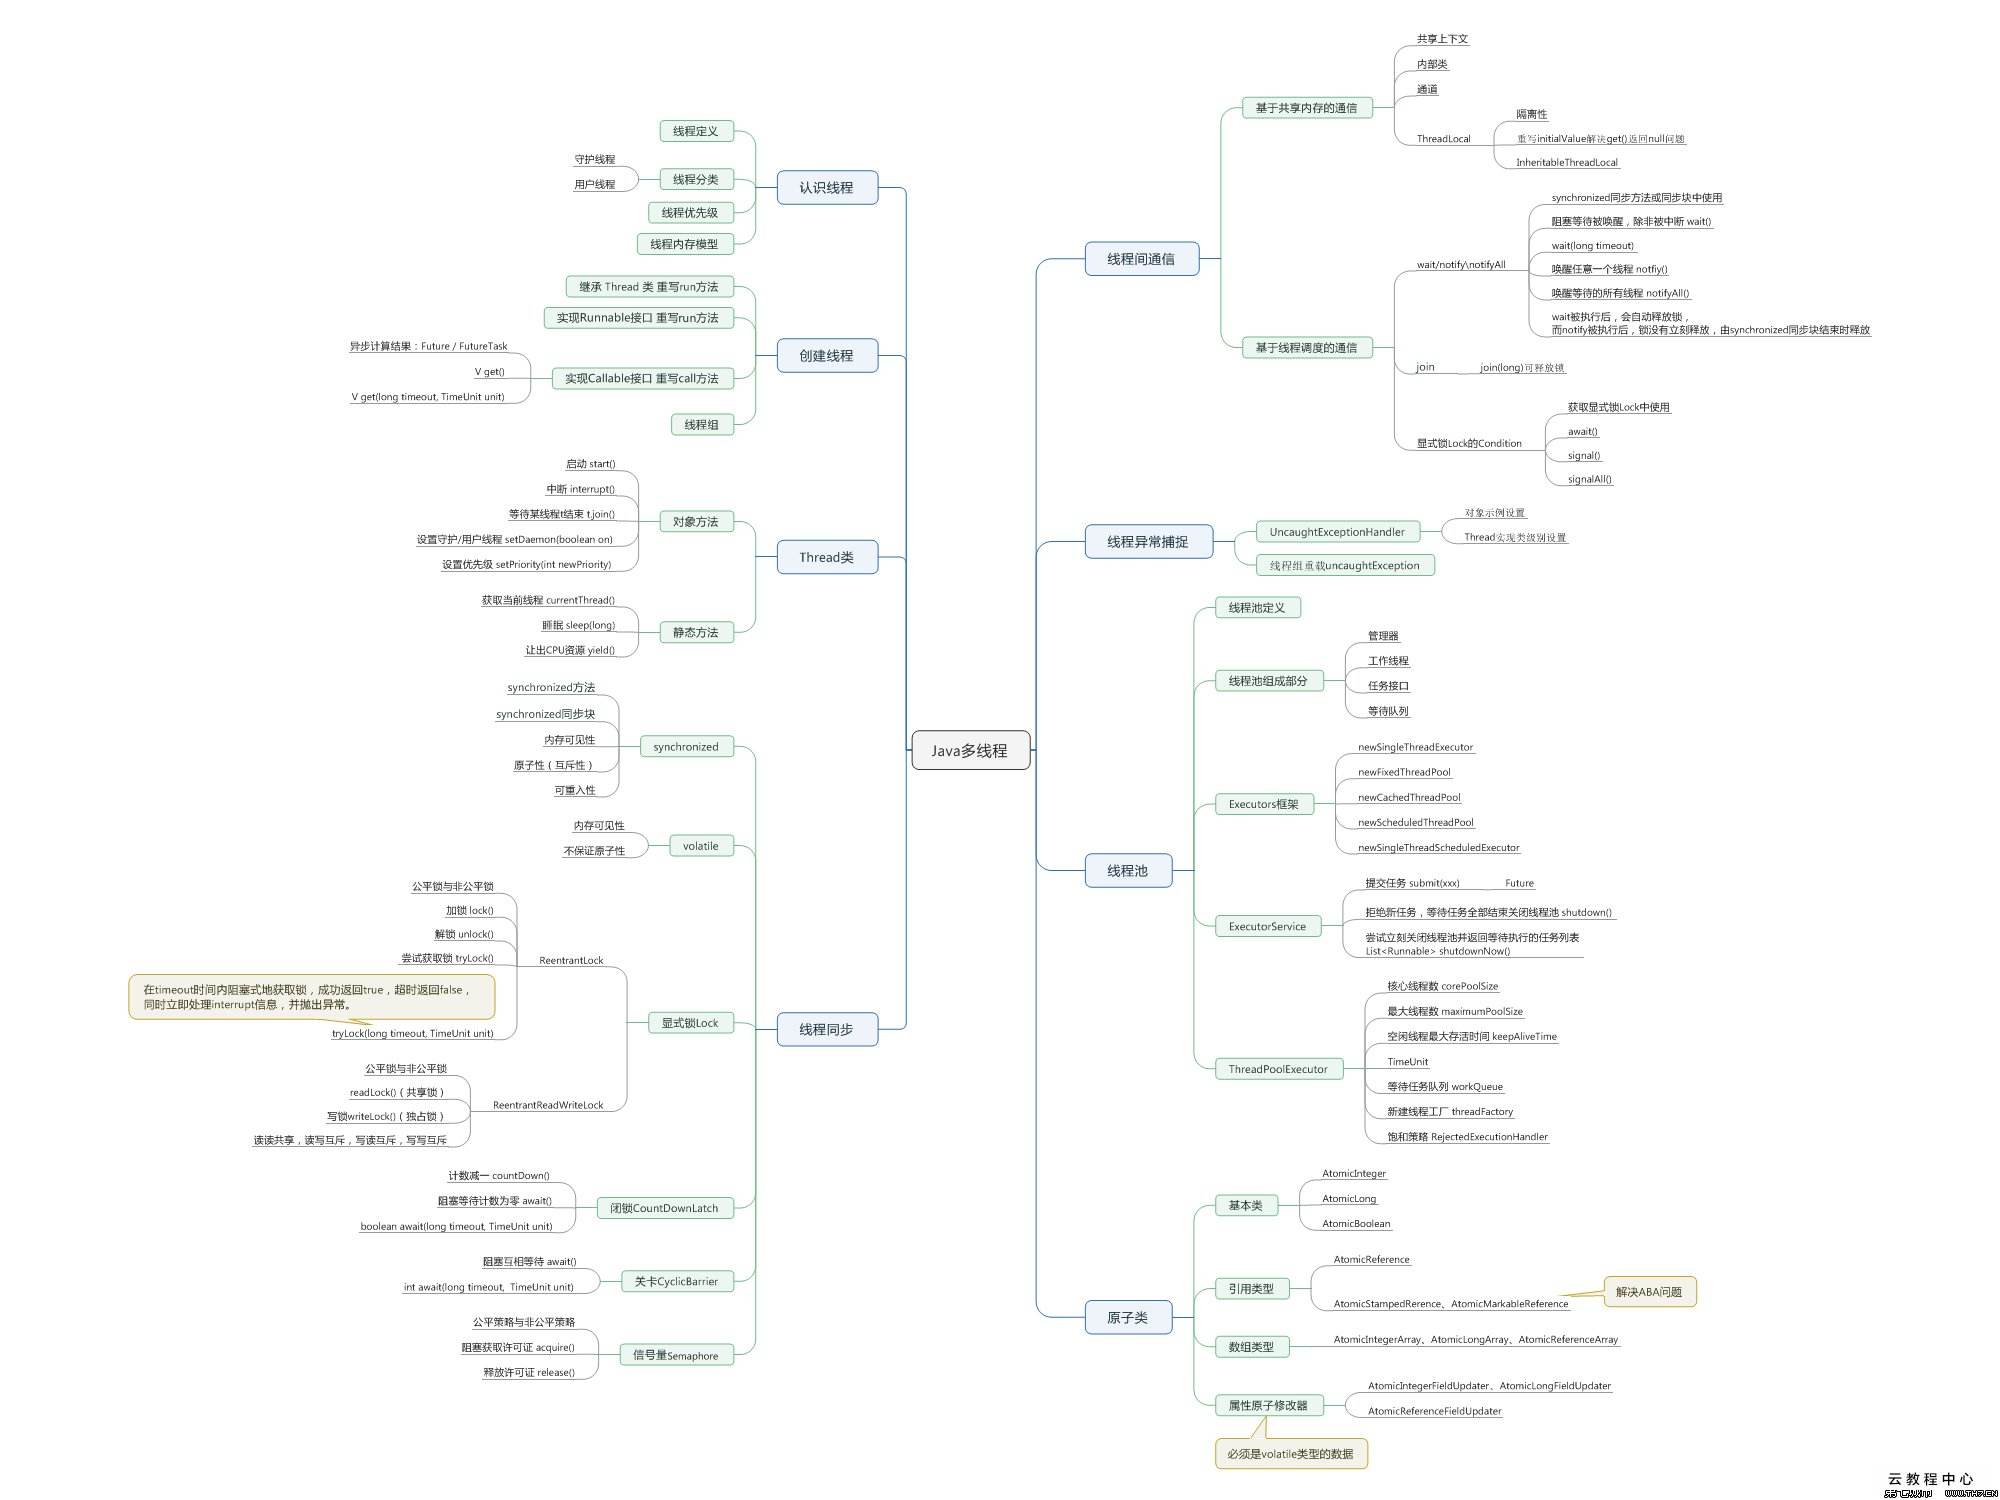 Java多线程
认识线程
线程定义
线程分类
守护线程
用户线程
线程优先级
线程内存模型
创建线程
继承 Thread 类 重写run方法
实现Runnable接口 重写run方法
实现Callable接口 重写call方法
异步计算结果：Future / FutureTask
V get()
V get(long timeout, TimeUnit unit)
线程组
Thread类
对象方法
启动 start()
中断 interrupt()
等待某线程t结束 t.join()
设置守护/用户线程 setDaemon(boolean on)
设置优先级 setPriority(int newPriority)
静态方法
获取当前线程 currentThread()
睡眠 sleep(long)
让出CPU资源 yield()
线程同步
synchronized
synchronized方法
synchronized同步块
内存可见性
原子性（互斥性）
可重入性
volatile
内存可见性
不保证原子性
显式锁Lock
ReentrantLock
公平锁与非公平锁
加锁 lock()
解锁 unlock()
尝试获取锁 tryLock()
在timeout时间内阻塞式地获取锁，成功返回true，超时返回false，
同时立即处理interrupt信息，并抛出异常。
tryLock(long timeout, TimeUnit unit)
ReentrantReadWriteLock
公平锁与非公平锁
readLock()（共享锁）
写锁writeLock()（独占锁）
读读共享，读写互斥，写读互斥，写写互斥
闭锁CountDownLatch
计数减一 countDown()
阻塞等待计数为零 await()
boolean await(long timeout, TimeUnit unit)
关卡CyclicBarrier
阻塞互相等待 await()
int await(long timeout,  TimeUnit unit)
信号量Semaphore
公平策略与非公平策略
阻塞获取许可证 acquire()
释放许可证 release()
线程间通信
基于共享内存的通信
共享上下文
内部类
通道
ThreadLocal
隔离性
重写initialValue解决get()返回null问题
InheritableThreadLocal
基于线程调度的通信
wait/notify\notifyAll
synchronized同步方法或同步块中使用
阻塞等待被唤醒，除非被中断 wait()
wait(long timeout)
唤醒任意一个线程 notfiy()
唤醒等待的所有线程 notifyAll()
wait被执行后，会自动释放锁，
而notify被执行后，锁没有立刻释放，由synchronized同步块结束时释放
join
join(long)可释放锁
显式锁Lock的Condition
获取显式锁Lock中使用
await()
signal()
signalAll()
线程异常捕捉
UncaughtExceptionHandler
对象示例设置
Thread实现类级别设置
线程组重载uncaughtException
线程池
线程池定义
线程池组成部分
管理器
工作线程
任务接口
等待队列
Executors框架
newSingleThreadExecutor
newFixedThreadPool
newCachedThreadPool
newScheduledThreadPool
newSingleThreadScheduledExecutor
ExecutorService
提交任务 submit(xxx)
Future
拒绝新任务，等待任务全部结束关闭线程池 shutdown()
尝试立刻关闭线程池并返回等待执行的任务列表
List<Runnable> shutdownNow()
ThreadPoolExecutor
核心线程数 corePoolSize
最大线程数 maximumPoolSize
空闲线程最大存活时间 keepAliveTime
TimeUnit
等待任务队列 workQueue
新建线程工厂 threadFactory
饱和策略 RejectedExecutionHandler
原子类
基本类
AtomicInteger
AtomicLong
AtomicBoolean
引用类型
AtomicReference
AtomicStampedRerence、AtomicMarkableReference
解决ABA问题
数组类型
AtomicIntegerArray、AtomicLongArray、AtomicReferenceArray
属性原子修改器
AtomicIntegerFieldUpdater、AtomicLongFieldUpdater
AtomicReferenceFieldUpdater
必须是volatile类型的数据
云教程中心
WWW.TH7.CN